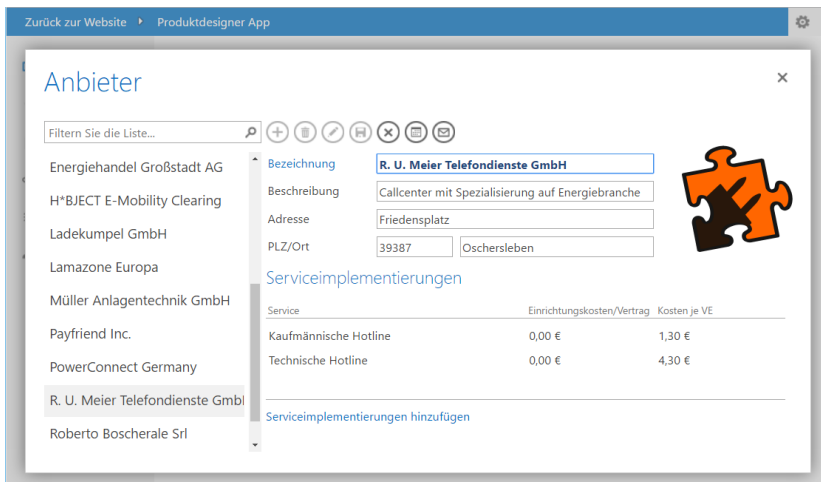 Zurück zur Website Produktdesigner App
Anbieter
Filtern Sie die Liste...
Energiehandel Großstadt AG
H*BJECT E-Mobility Clearing
Ladekumpel GmbH
Lamazone Europa
Müller Anlagentechnik GmbH
Payfriend Inc.
PowerConnect Germany
R. U. Meier Telefondienste Gmbl
Roberto Boscherale Srl
Bezeichnung R. U. Meier Telefondienste GmbH
Beschreibung Callcenter mit Spezialisierung auf Energiebranche
Adresse Friedensplatz
PLZ/Ort 39387 Oschersleben
Serviceimplementierungen
Service Einrichtungskosten/Vertrag Kosten je VE
Kaufmännische Hotline 0,00 € 1,30 €
Technische Hotline 0,00 € 4,30 €
Serviceimplementierungen hinzufügen